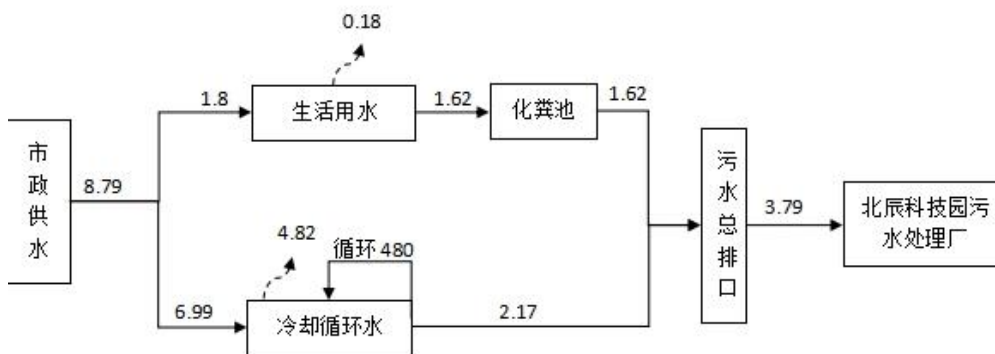 0.18
1.8
生活用水
1.62
化粪池
1.62
市政供水
8.79
污水总排口
3.79
北辰科技园污
水处理厂
4.82
循环 480
6.99
冷却循环水
2.17